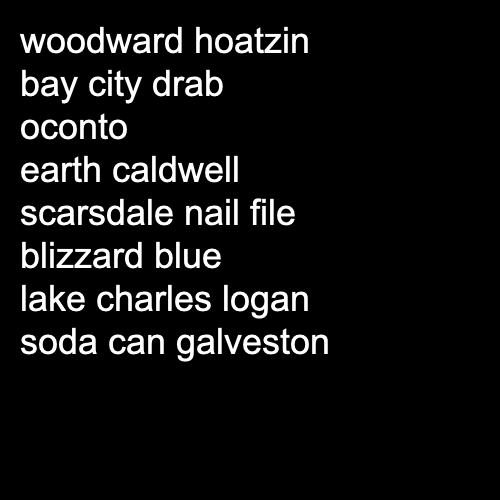 woodward hoatzin
bay city drab
oconto
earth caldwell
scarsdale nail file
blizzard blue
lake charles logan
soda can galveston